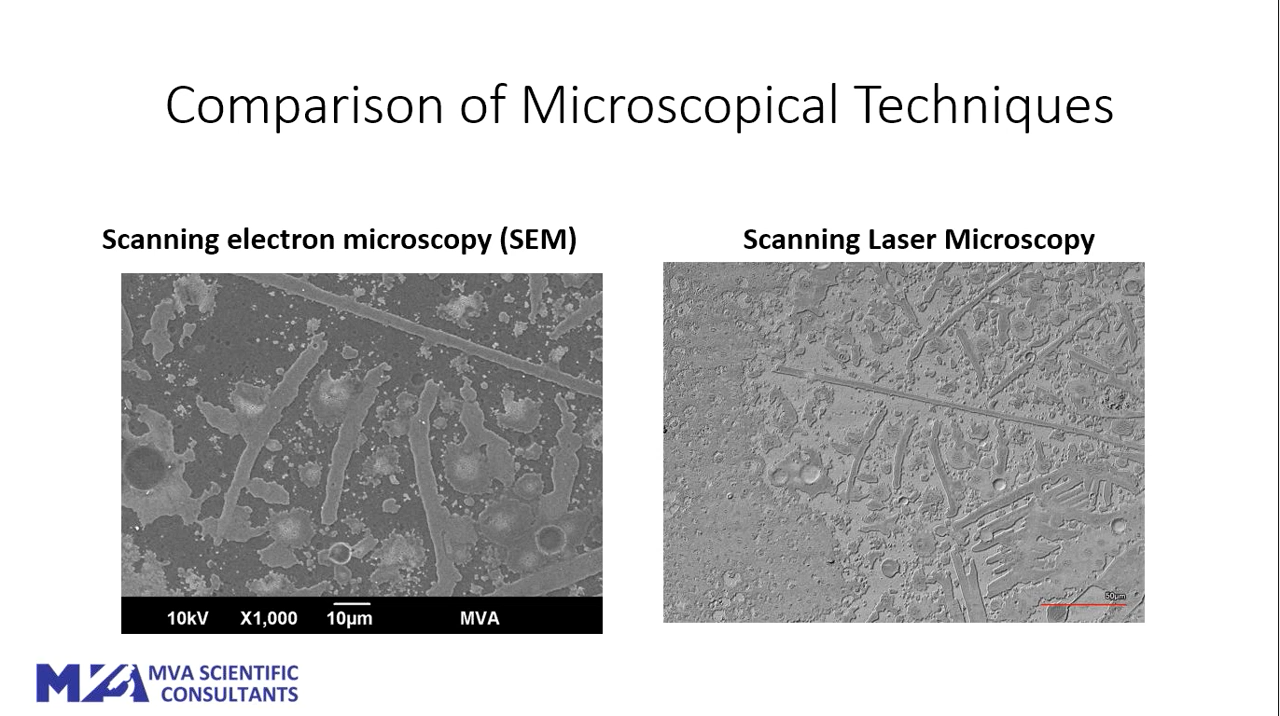 Comparison of Microscopical Techniques
Scanning electron microscopy (SEM)
Scanning Laser Microscopy
10kV X1,000 10µm MVA
50µm
MVA MVA SCIENTIFIC
CONSULTANTS